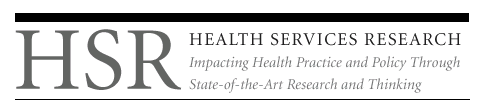 HSR
HEALTH SERVICES RESEARCH
Impacting Health Practice and Policy Through
State-of-the-Art Research and Thinking